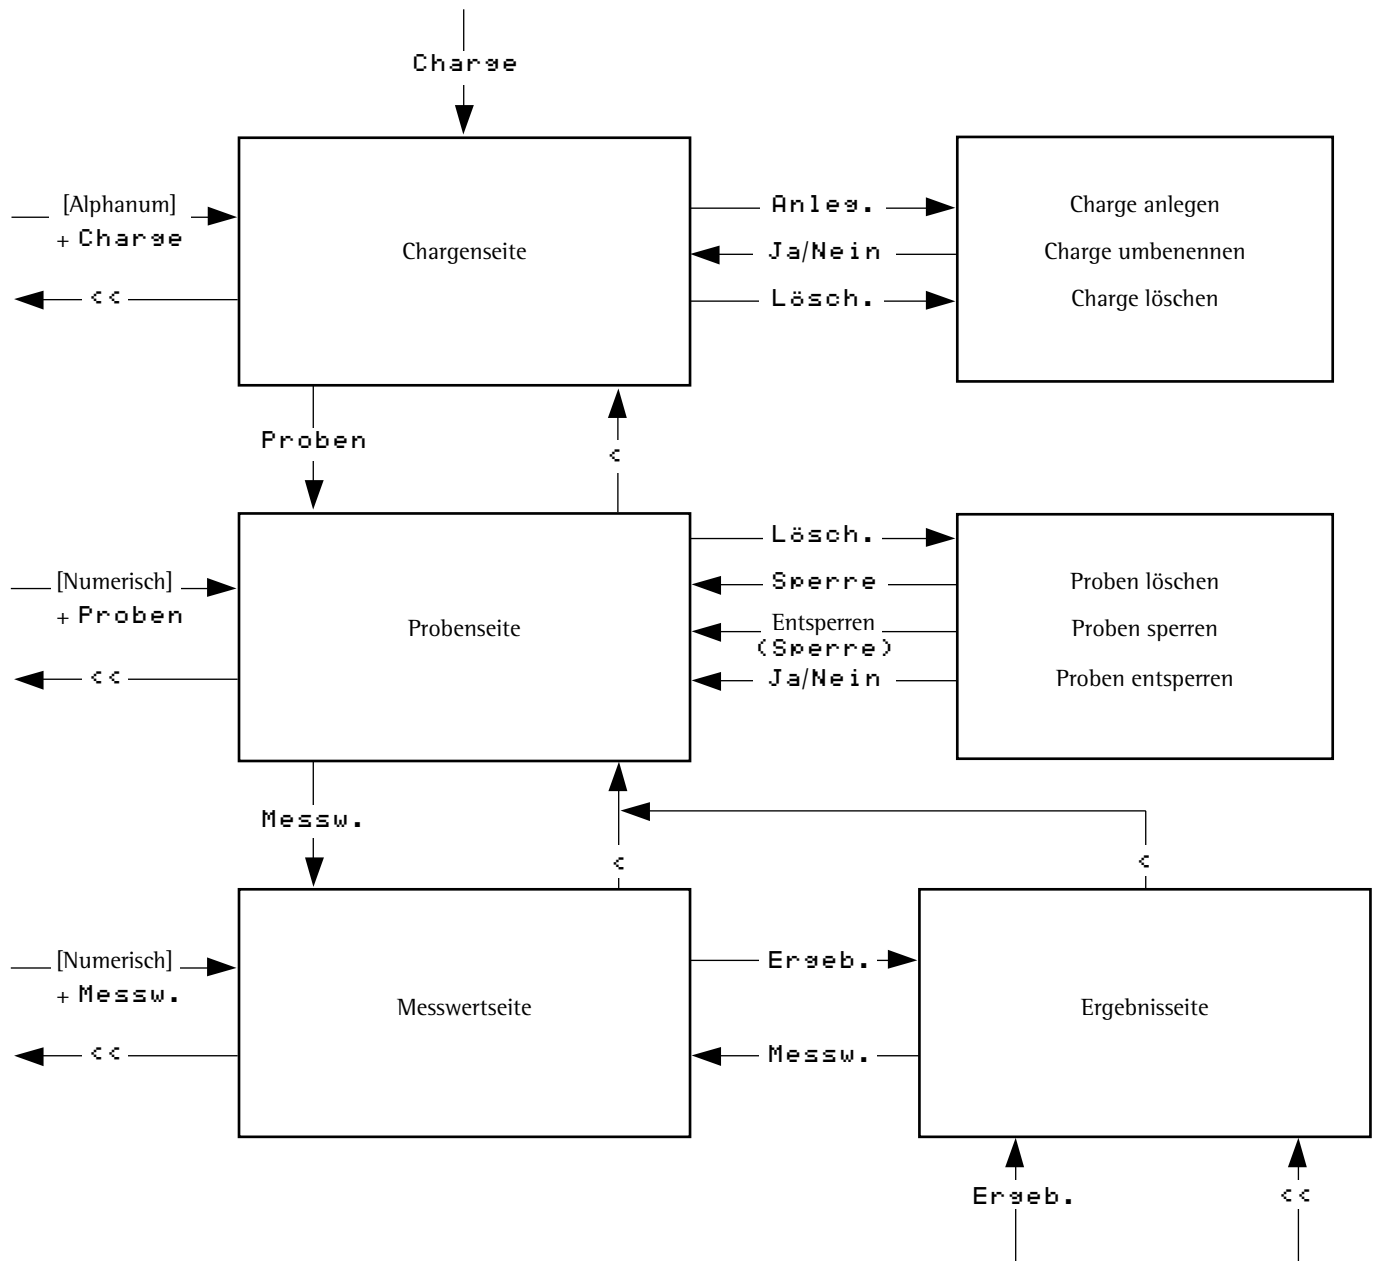 Charge
[Alphanum]
+ Charge
<<
Chargenseite
Anleg.
Ja/Nein
Lösch.
Charge anlegen
Charge umbenennen
Charge löschen
Proben
<
[Numerisch]
+ Proben
<<
Probenseite
Lösch.
Sperre
Entsperren
(Sperre)
Ja/Nein
Proben löschen
Proben sperren
Proben entsperren
Messw.
<
<
[Numerisch]
+ Messw.
<<
Messwertseite
Ergeb.
Messw.
Ergebnisseite
Ergeb.
<<